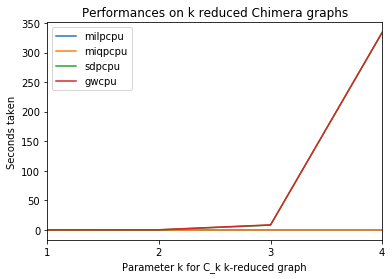 Performances on k reduced Chimera graphs
350
300
250
200
150
100
50
0
Seconds taken
milpcpu
miqpcpu
sdpcpu
gwcpu
1 2 3 4
Parameter k for C_k k-reduced graph